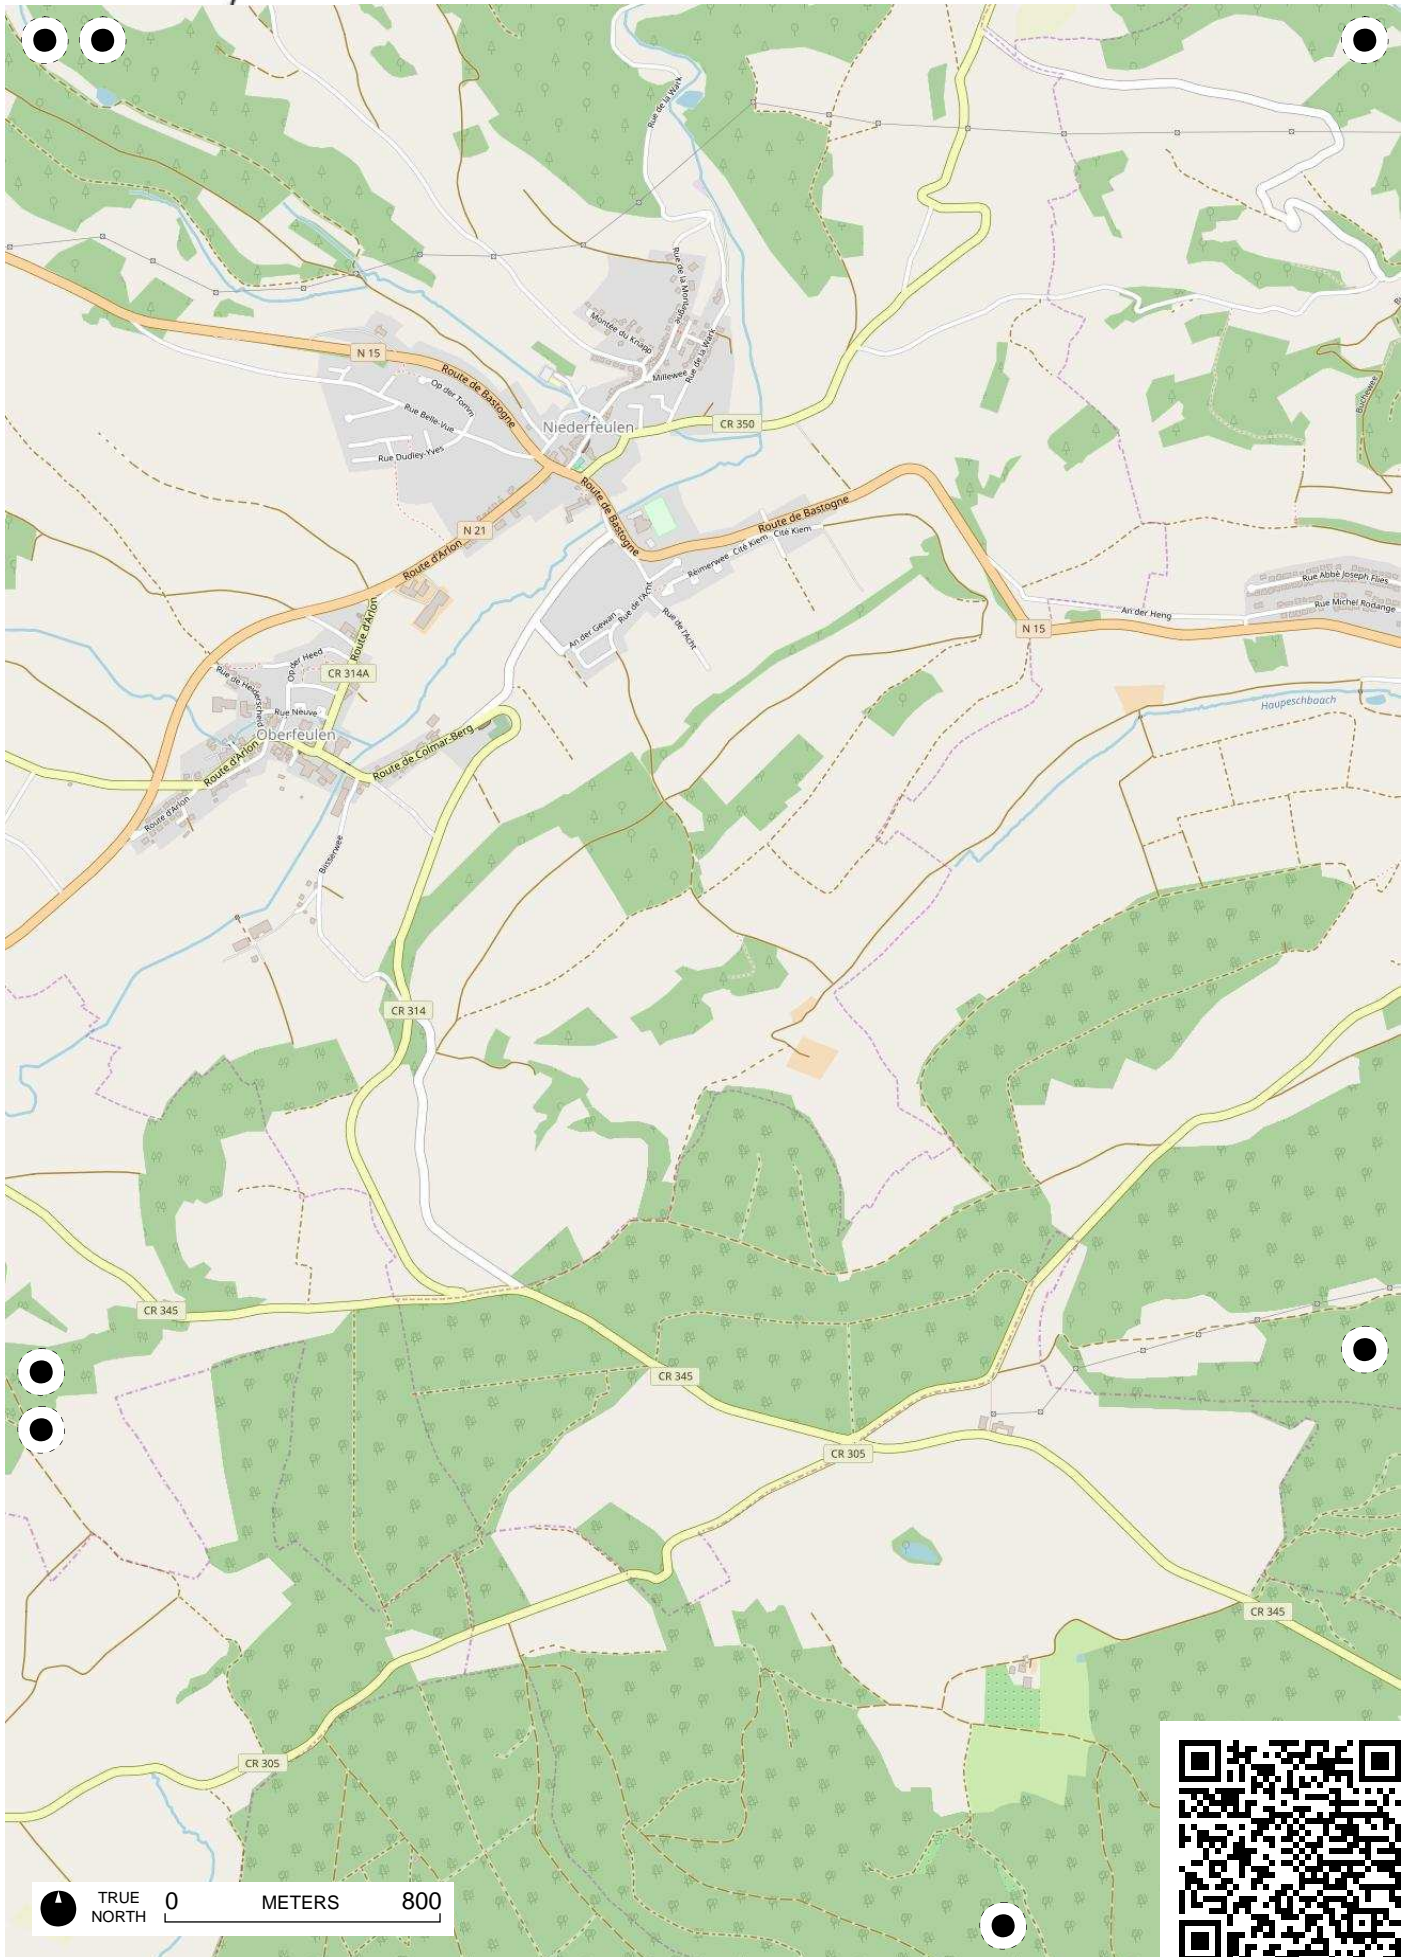 Rue de la Wark
Rue de la Montagne
Montée du Knapp
Rue de la Wark
Millewee
N 15
Route de Bastogne
Op der Tomm
Rue Belle-Vue
Niederfeulen
CR 350
Rue Dudley-Yves
Buchewee
Route de Bastogne
Route de Bastogne
N 21
Cité Kiem
Cité Kiem
Réimerwee
Route d'Arlon
Rue Abbé Joseph Flies
Rue de l'Acht
An der Gewan
Rue de l'Acht
Route d'Arlon
An der Heng
Rue Michel Rodange
N 15
Op der Heed
CR 314A
Rue de Heiderscheid
Rue Neuve
Haupeschbaach
Oberfeulen
Route d'Arlon
Route de Colmar-Berg
Route d'Arlon
Bilsserwee
CR 314
CR 345
CR 345
CR 305
CR 345
CR 305
TRUE NORTH
0 METERS 800